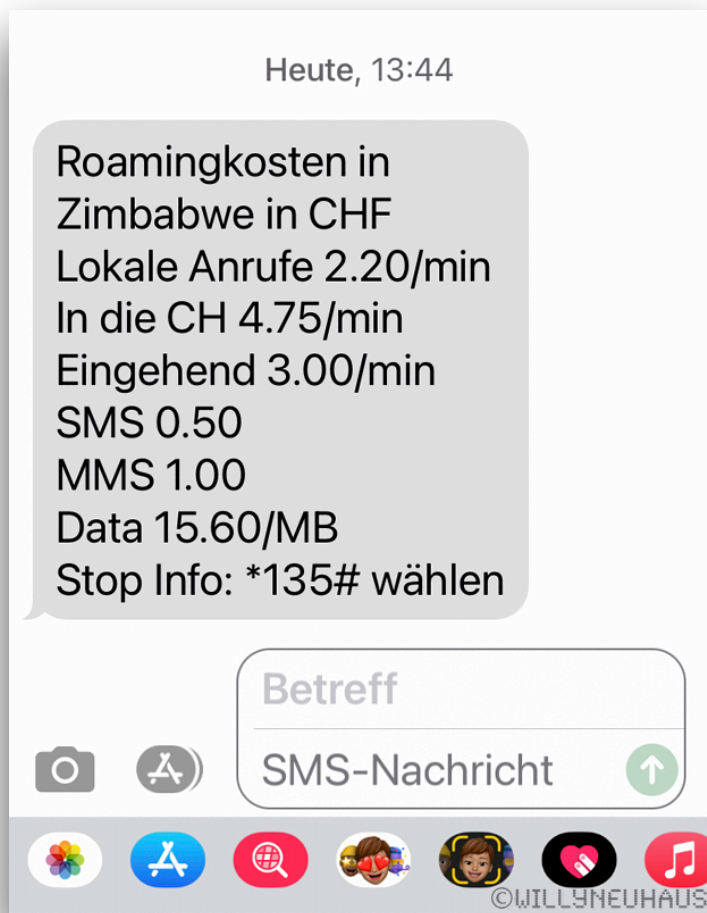 Heute, 13:44
Roamingkosten in
Zimbabwe in CHF
Lokale Anrufe 2.20/min
In die CH 4.75/min
Eingehend 3.00/min
SMS 0.50
MMS 1.00
Data 15.60/MB
Stop Info: *135# wählen
Betreff
SMS-Nachricht
©WILLYNEUHAUS